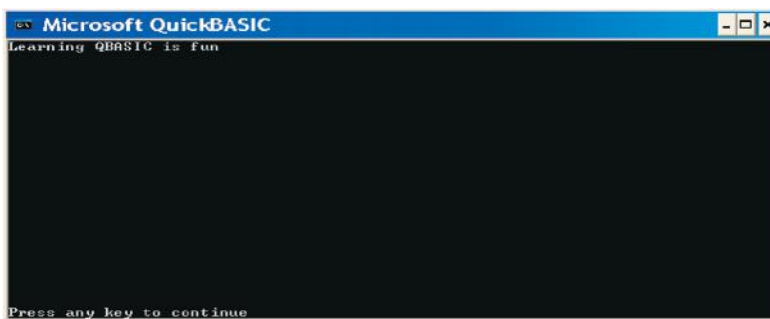 Microsoft QuickBASIC
Learning QBASIC is fun
Press any key to continue